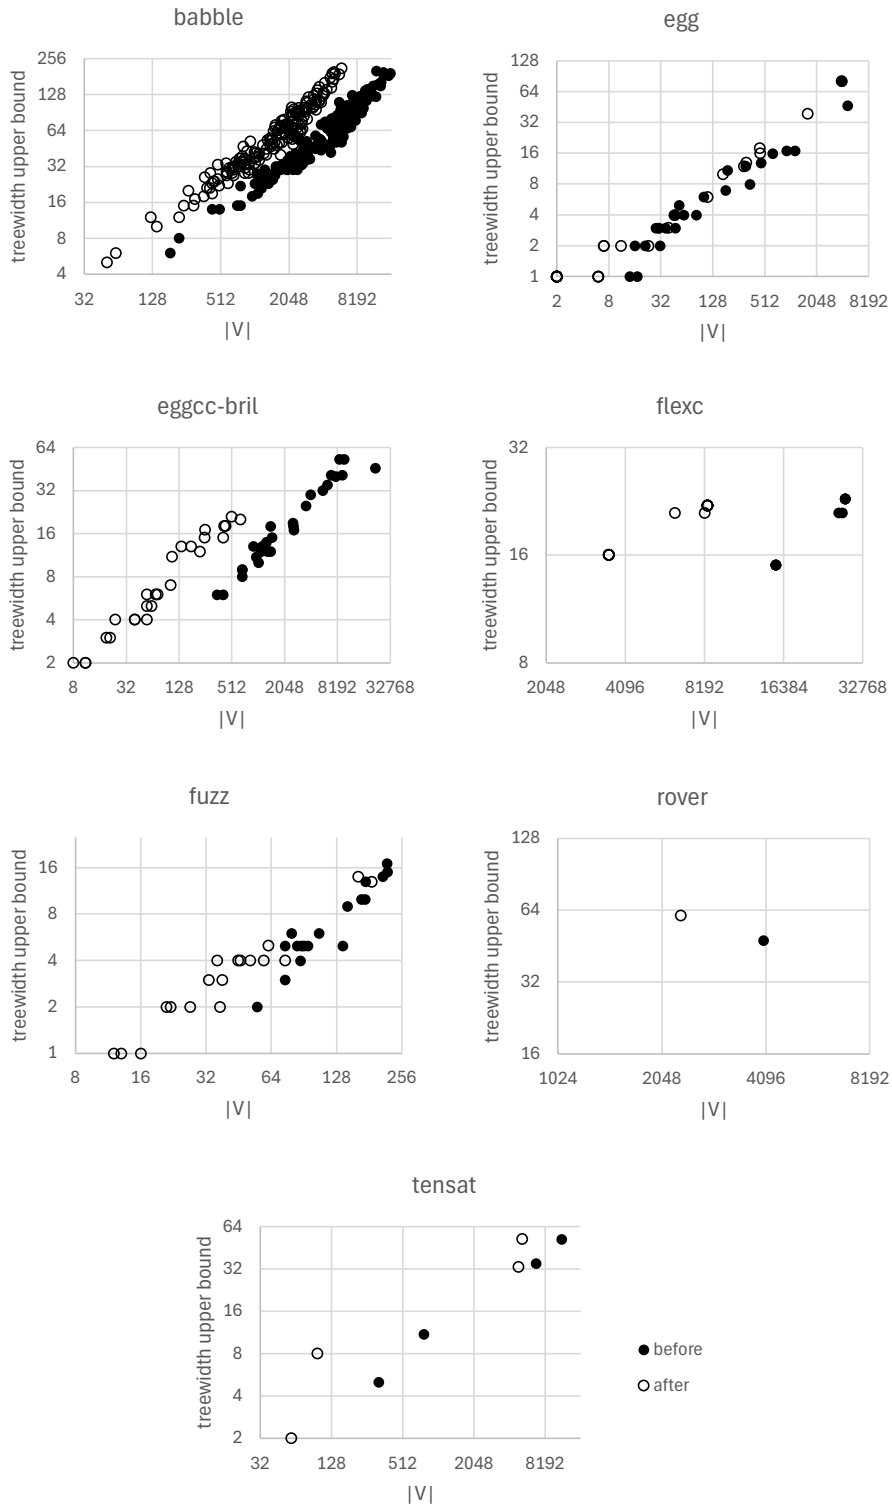 babble
treewidth upper bound
256
128
64
32
16
8
4
32 128 512 2048 8192
|V|
egg
treewidth upper bound
128
64
32
16
8
4
2
1
2 8 32 128 512 2048 8192
|V|
eggcc-bril
treewidth upper bound
64
32
16
8
4
2
8 32 128 512 2048 8192 32768
|V|
flexc
treewidth upper bound
32
16
8
2048 4096 8192 16384 32768
|V|
fuzz
treewidth upper bound
16
8
4
2
1
8 16 32 64 128 256
|V|
rover
treewidth upper bound
128
64
32
16
1024 2048 4096 8192
|V|
tensat
treewidth upper bound
64
32
16
8
4
2
32 128 512 2048 8192
|V|
before
after